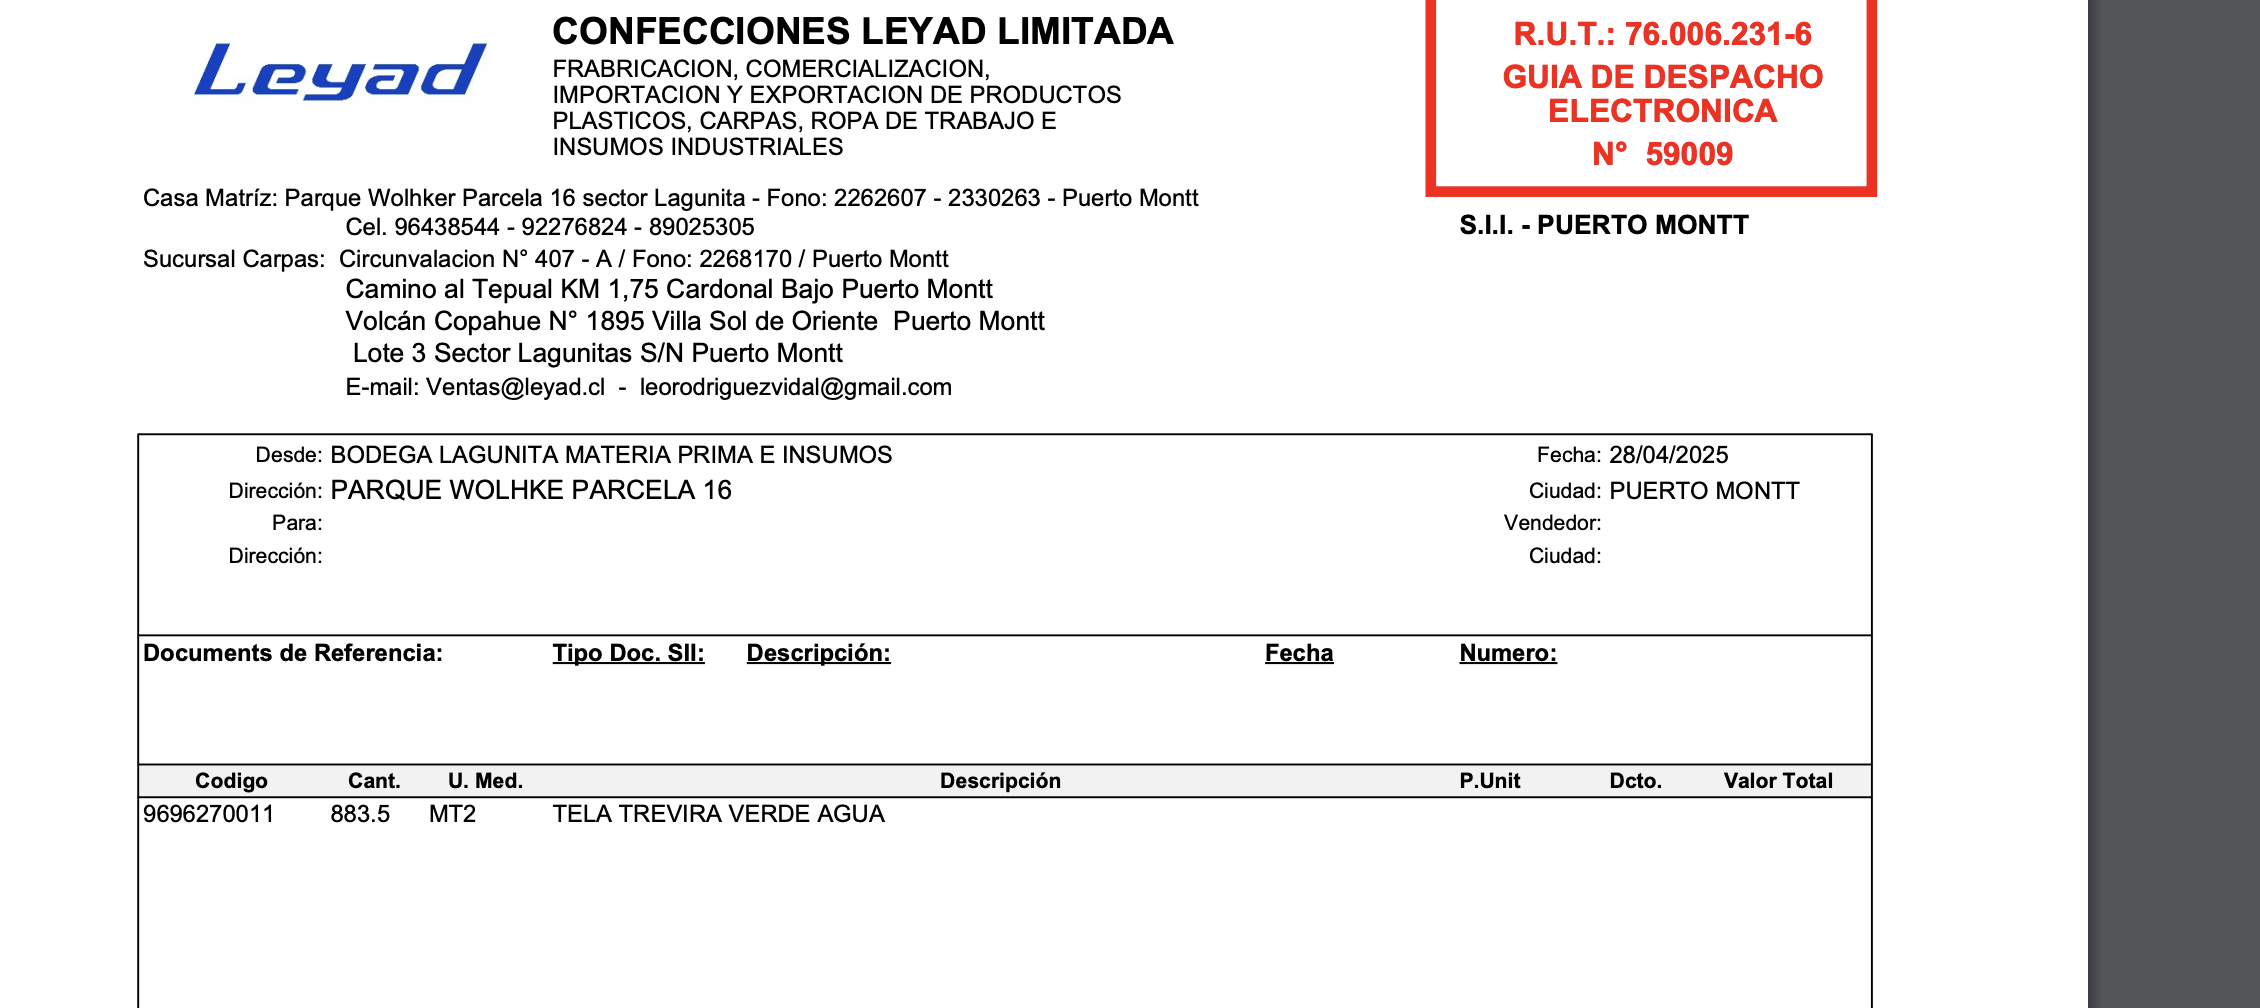 Leyad
CONFECCIONES LEYAD LIMITADA
FRABRICACION, COMERCIALIZACION,
IMPORTACION Y EXPORTACION DE PRODUCTOS
PLASTICOS, CARPAS, ROPA DE TRABAJO E
INSUMOS INDUSTRIALES
R.U.T.: 76.006.231-6
GUIA DE DESPACHO
ELECTRONICA
N° 59009
S.I.I. - PUERTO MONTT
Casa Matríz: Parque Wolhker Parcela 16 sector Lagunita - Fono: 2262607 - 2330263 - Puerto Montt
Cel. 96438544 - 92276824 - 89025305
Sucursal Carpas: Circunvalacion N° 407 - A / Fono: 2268170 / Puerto Montt
Camino al Tepual KM 1,75 Cardonal Bajo Puerto Montt
Volcán Copahue N° 1895 Villa Sol de Oriente Puerto Montt
Lote 3 Sector Lagunitas S/N Puerto Montt
E-mail: Ventas@leyad.cl - leorodriguezvidal@gmail.com
Desde: BODEGA LAGUNITA MATERIA PRIMA E INSUMOS Fecha: 28/04/2025
Dirección: PARQUE WOLHKE PARCELA 16 Ciudad: PUERTO MONTT
Para: Vendedor:
Dirección: Ciudad:
Documents de Referencia: Tipo Doc. SII: Descripción: Fecha Numero:
Codigo Cant. U. Med. Descripción P.Unit Dcto. Valor Total
9696270011 883.5 MT2 TELA TREVIRA VERDE AGUA